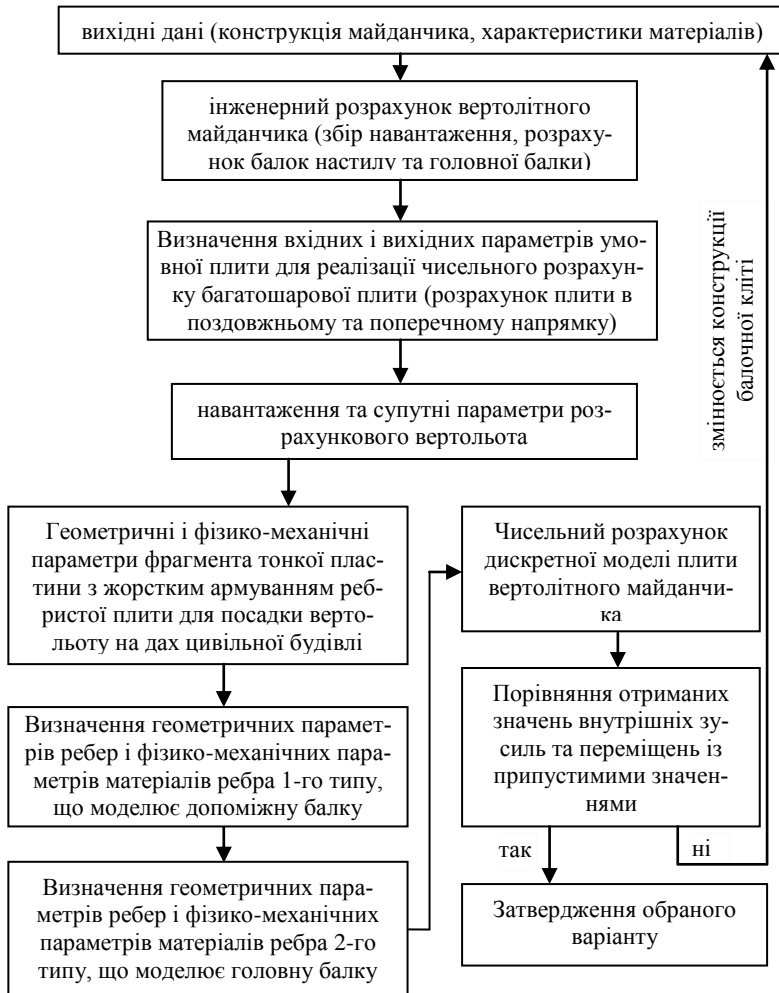 вихідні дані (конструкція майданчика, характеристики матеріалів)
інженерний розрахунок вертолітного
майданчика (збір навантаження, розраху-
нок балок настилу та головної балки)
Визначення вхідних і вихідних параметрів умо-
вної плити для реалізації чисельного розрахун-
ку багатошарової плити (розрахунок плити в
поздовжньому та поперечному напрямку)
навантаження та супутні параметри роз-
рахункового вертольота
Геометричні і фізико-механічні
параметри фрагмента тонкої плас-
тини з жорстким армуванням реб-
ристої плити для посадки верто-
льоту на дах цивільної будівлі
Визначення геометричних парамет-
рів ребер і фізико-механічних пара-
метрів матеріалів ребра 1-го типу,
що моделює допоміжну балку
Визначення геометричних пара-
метрів ребер і фізико-механічних
параметрів матеріалів ребра 2-го
типу, що моделює головну балку
Чисельний розрахунок
дискретної моделі плити
вертолітного майданчи-
ка
Порівняння отриманих
значень внутрішніх зу-
силь та переміщень із
припустимими значен-
нями
так
ні
Затвердження обраного
варіанту
змінюється конструкції
балочної кліті